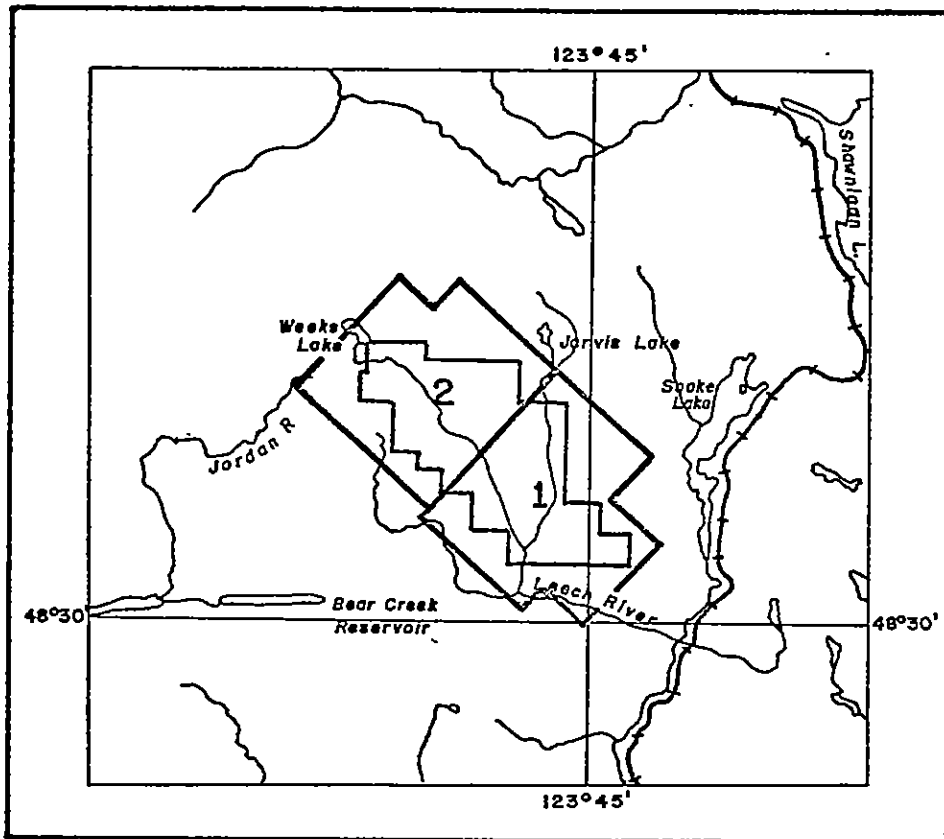 123° 45'
Shawnigan L.
Weeks
Lake
Jarvis Lake
2
Sooke
Lake
Jordan R
1
Leech River
48° 30'
Bear Creek
Reservoir
48° 30'
123° 45'